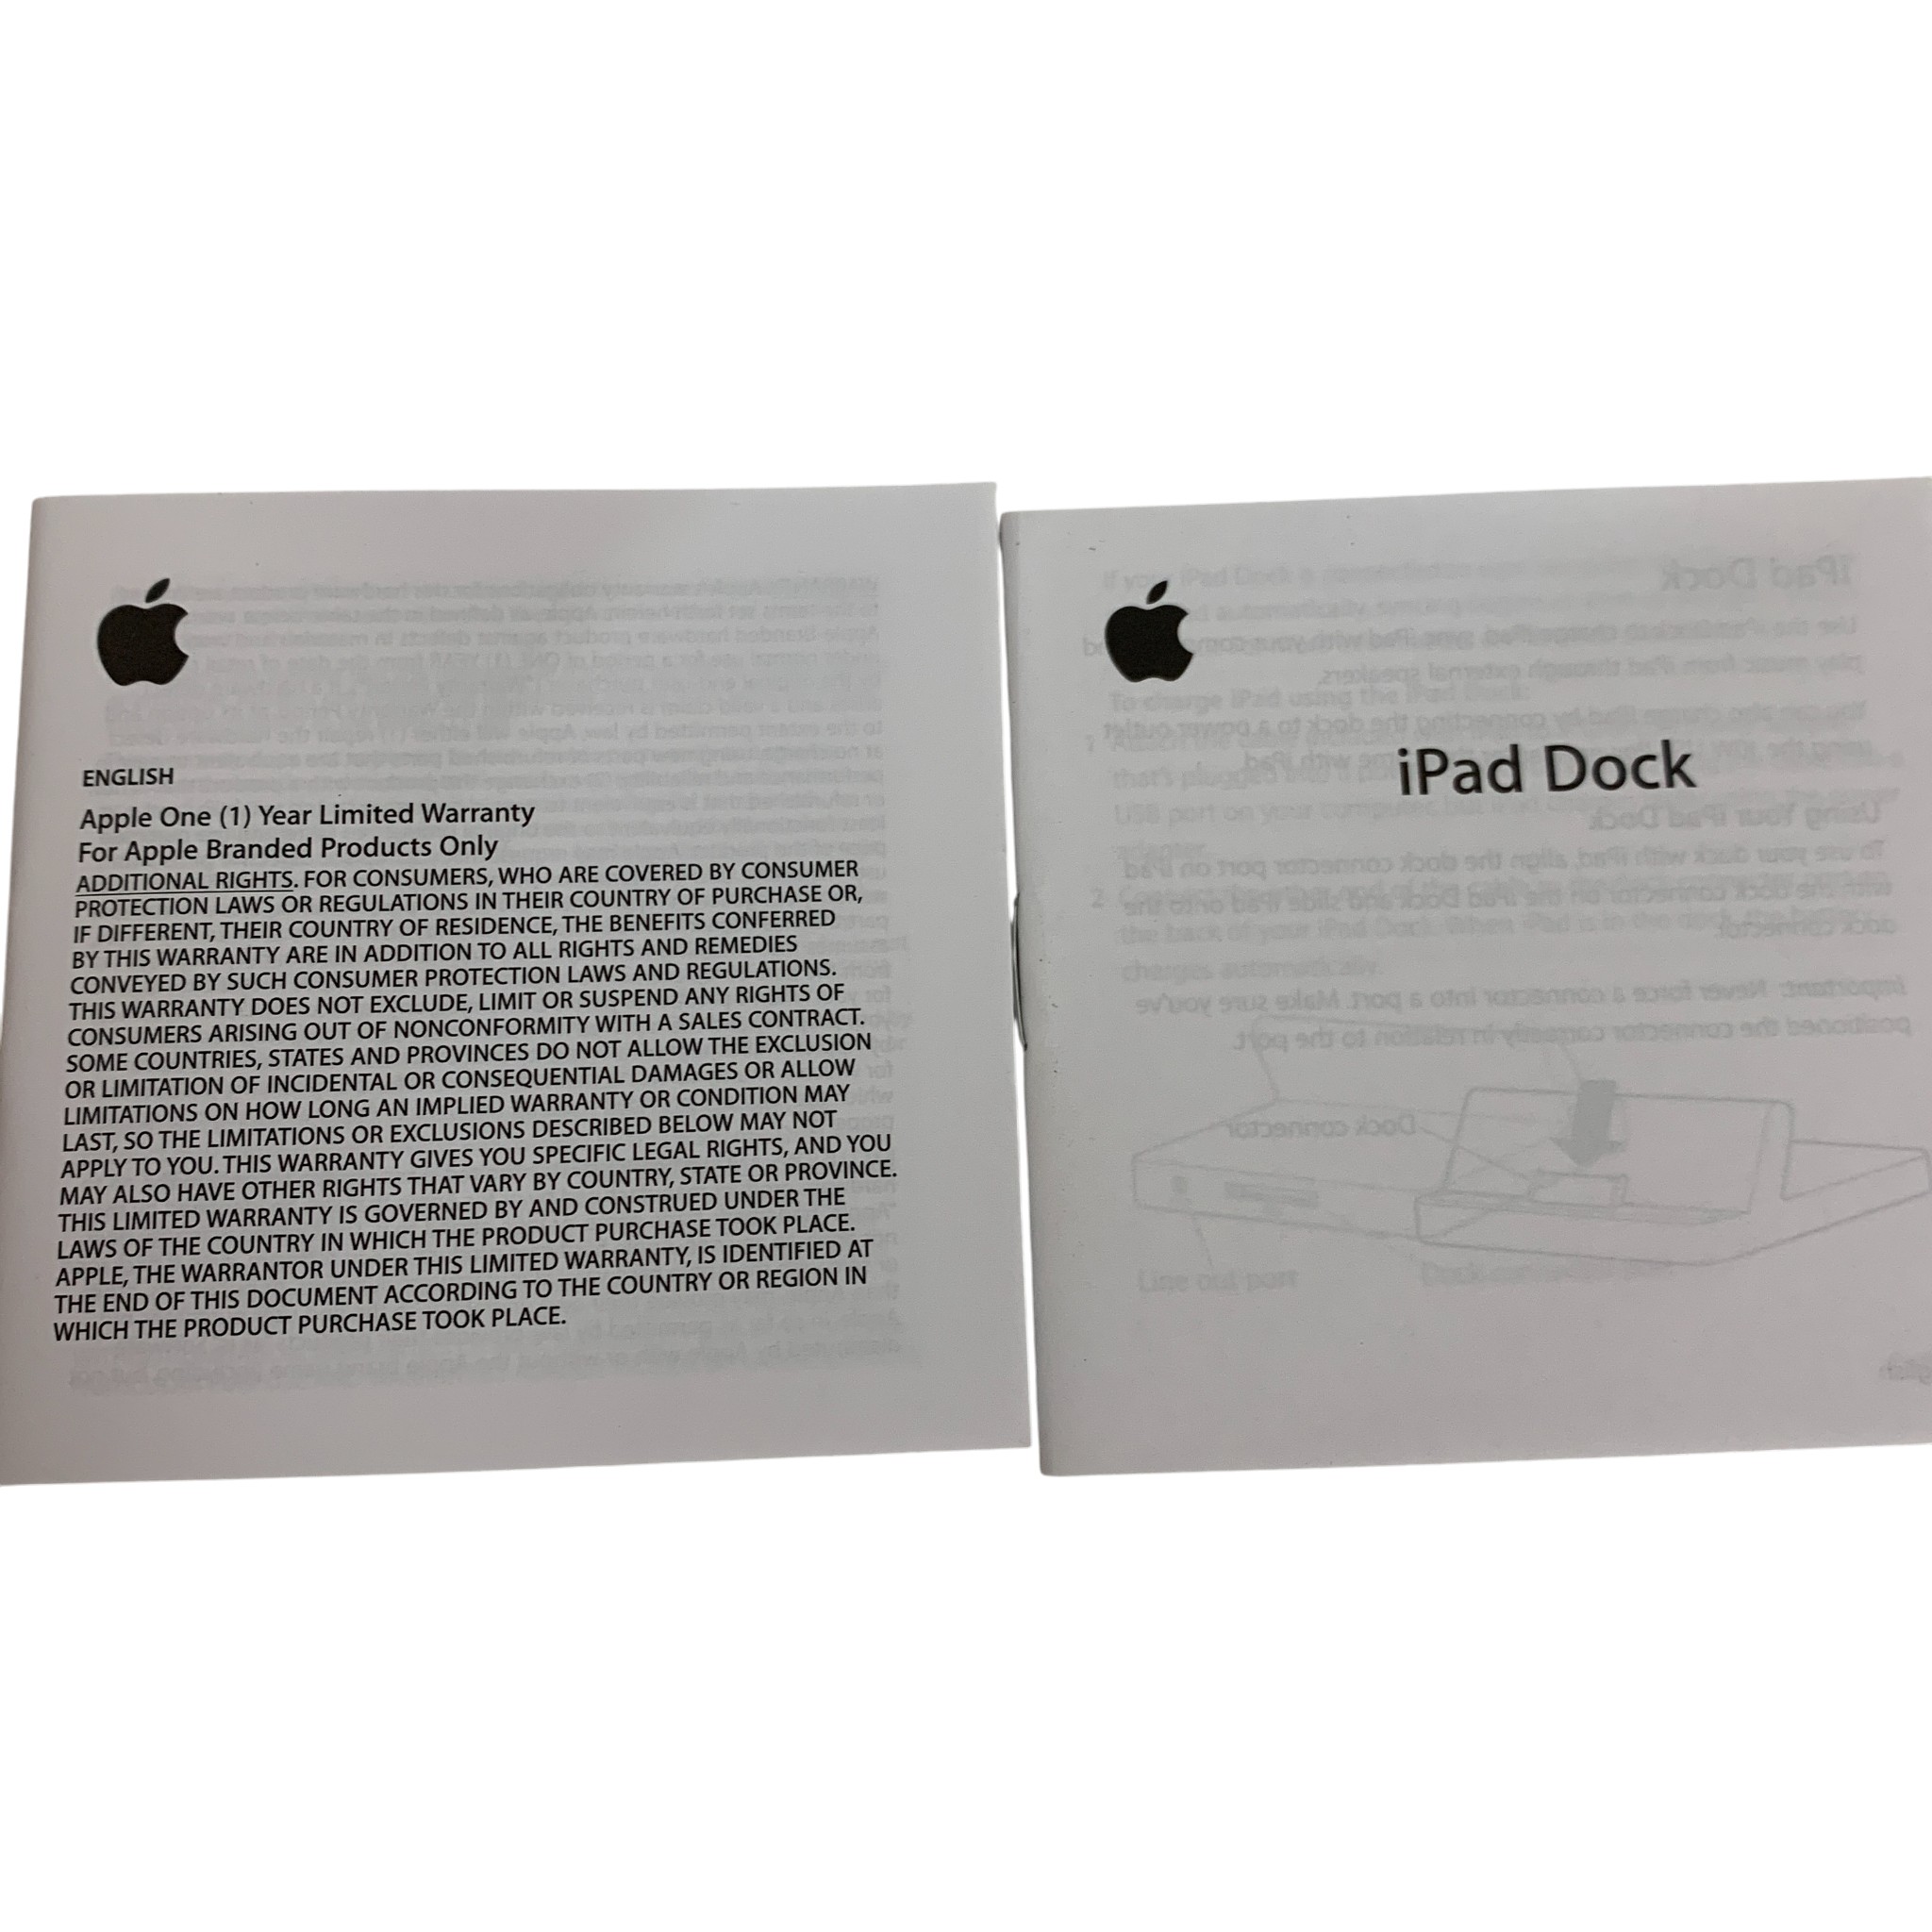 ENGLISH
Apple One (1) Year Limited Warranty
For Apple Branded Products Only
ADDITIONAL RIGHTS. FOR CONSUMERS, WHO ARE COVERED BY CONSUMER
PROTECTION LAWS OR REGULATIONS IN THEIR COUNTRY OF PURCHASE OR,
IF DIFFERENT, THEIR COUNTRY OF RESIDENCE, THE BENEFITS CONFERRED
BY THIS WARRANTY ARE IN ADDITION TO ALL RIGHTS AND REMEDIES
CONVEYED BY SUCH CONSUMER PROTECTION LAWS AND REGULATIONS.
THIS WARRANTY DOES NOT EXCLUDE, LIMIT OR SUSPEND ANY RIGHTS OF
CONSUMERS ARISING OUT OF NONCONFORMITY WITH A SALES CONTRACT.
SOME COUNTRIES, STATES AND PROVINCES DO NOT ALLOW THE EXCLUSION
OR LIMITATION OF INCIDENTAL OR CONSEQUENTIAL DAMAGES OR ALLOW
LIMITATIONS ON HOW LONG AN IMPLIED WARRANTY OR CONDITION MAY
LAST, SO THE LIMITATIONS OR EXCLUSIONS DESCRIBED BELOW MAY NOT
APPLY TO YOU. THIS WARRANTY GIVES YOU SPECIFIC LEGAL RIGHTS, AND YOU
MAY ALSO HAVE OTHER RIGHTS THAT VARY BY COUNTRY, STATE OR PROVINCE.
THIS LIMITED WARRANTY IS GOVERNED BY AND CONSTRUED UNDER THE
LAWS OF THE COUNTRY IN WHICH THE PRODUCT PURCHASE TOOK PLACE.
APPLE, THE WARRANTOR UNDER THIS LIMITED WARRANTY, IS IDENTIFIED AT
THE END OF THIS DOCUMENT ACCORDING TO THE COUNTRY OR REGION IN
WHICH THE PRODUCT PURCHASE TOOK PLACE.
iPad Dock